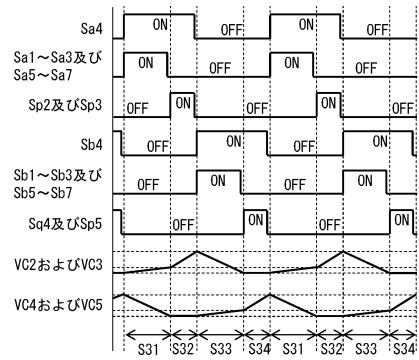 Sa4 ON OFF ON OFF
Sa1～Sa3及び
Sa5～Sa7 ON OFF ON OFF
Sp2及びSp3 OFF ON OFF ON OFF
Sb4 OFF ON OFF ON
Sb1～Sb3及び
Sb5～Sb7 OFF ON OFF ON
Sq4及びSp5 OFF ON OFF ON
VC2およびVC3
VC4およびVC5
S31 S32 S33 S34 S31 S32 S33 S34